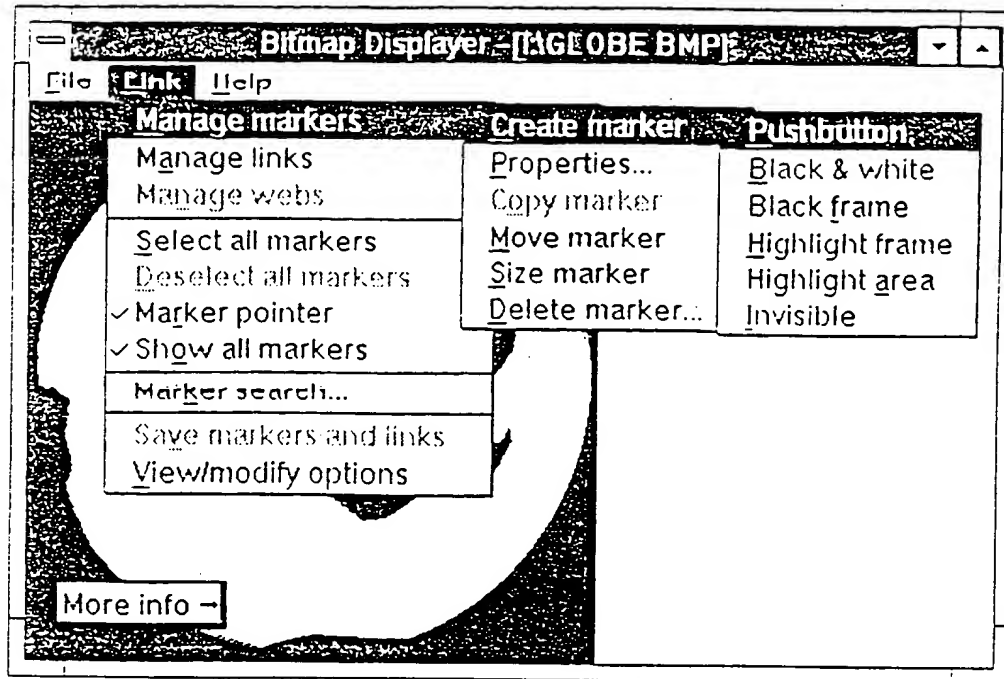 Bitmap Displayer - [IAGLOBE BMP]
File Link Help
Manage markers
Manage links
Manage webs
Select all markers
Deselect all markers
✓ Marker pointer
✓ Show all markers
Marker search...
Save markers and links
View/modify options
Create marker
Properties...
Copy marker
Move marker
Size marker
Delete marker...
Pushbutton
Black & white
Black frame
Highlight frame
Highlight area
Invisible
More info →